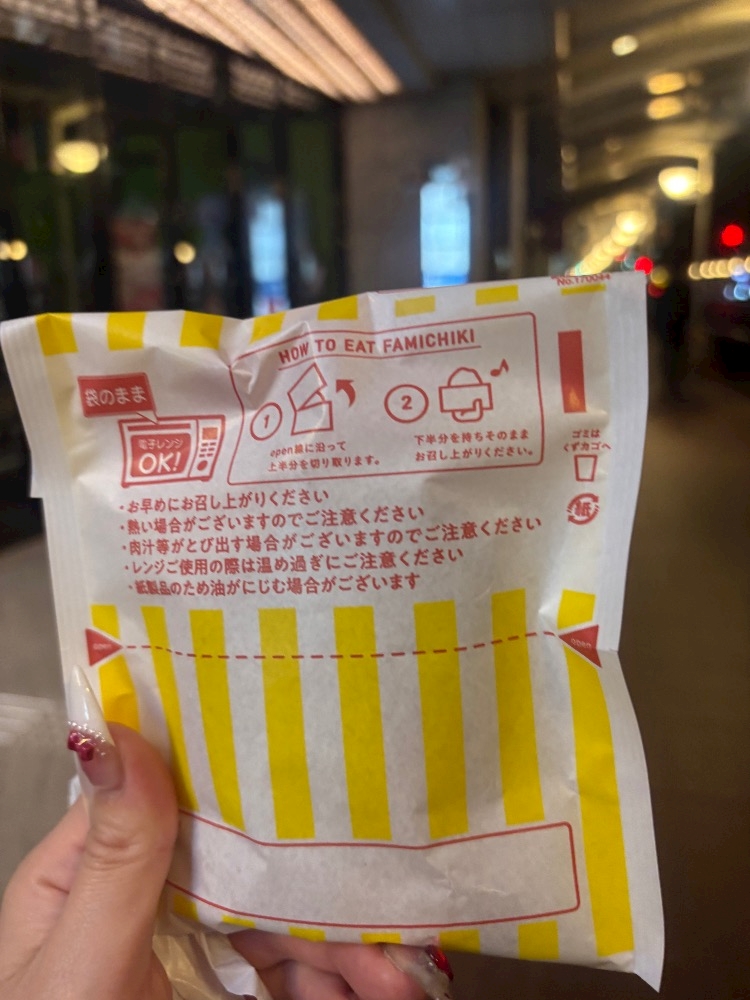 No.170044
HOW TO EAT FAMICHIKI
袋のまま
電子レンジ
OK!
1
open線に沿って
上半分を切り取ります。
2
下半分を持ちそのまま
お召し上がりください。
ゴミは
くずカゴへ
紙
・お早めにお召し上がりください
・熱い場合がございますのでご注意ください
・肉汁等がとび出す場合がございますのでご注意ください
・レンジご使用の際は温め過ぎにご注意ください
・紙製品のため油がにじむ場合がございます
open
open